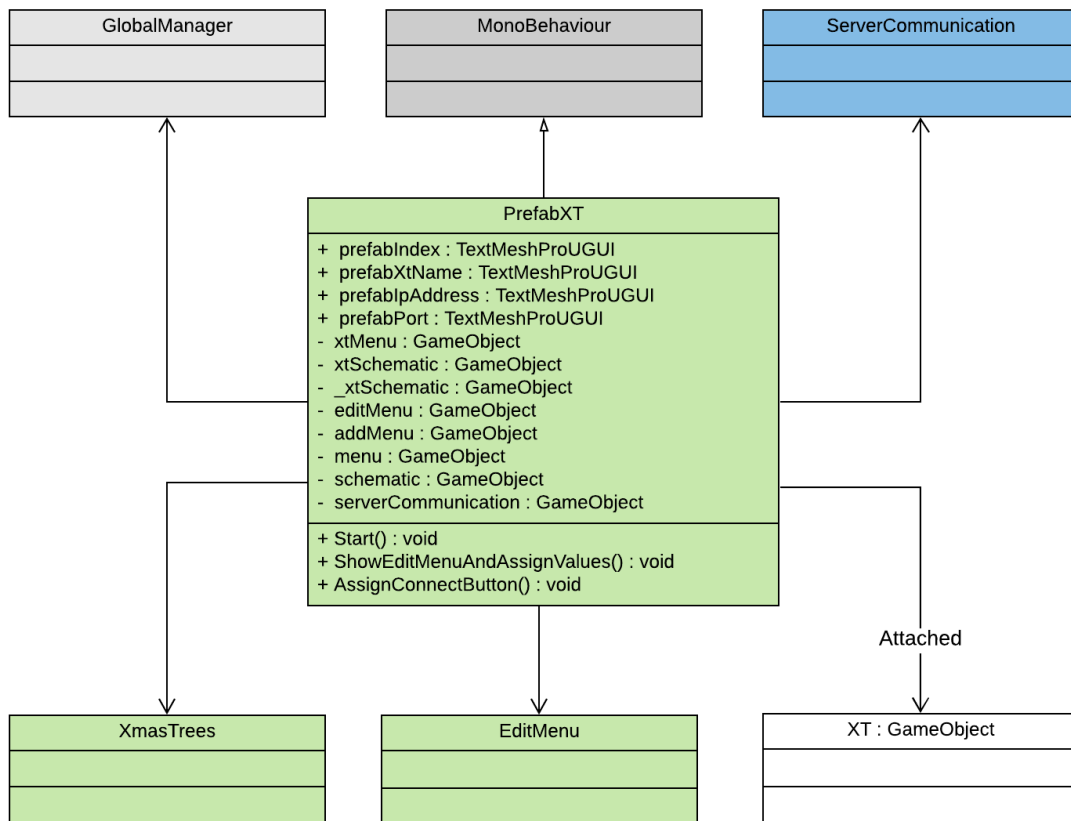 GlobalManager
MonoBehaviour
ServerCommunication
PrefabXT
+ prefabIndex : TextMeshProUGUI
+ prefabXtName : TextMeshProUGUI
+ prefabIpAddress : TextMeshProUGUI
+ prefabPort : TextMeshProUGUI
- xtMenu : GameObject
- xtSchematic : GameObject
- _xtSchematic : GameObject
- editMenu : GameObject
- addMenu : GameObject
- menu : GameObject
- schematic : GameObject
- serverCommunication : GameObject
+ Start() : void
+ ShowEditMenuAndAssignValues() : void
+ AssignConnectButton() : void
Attached
XmasTrees
EditMenu
XT : GameObject